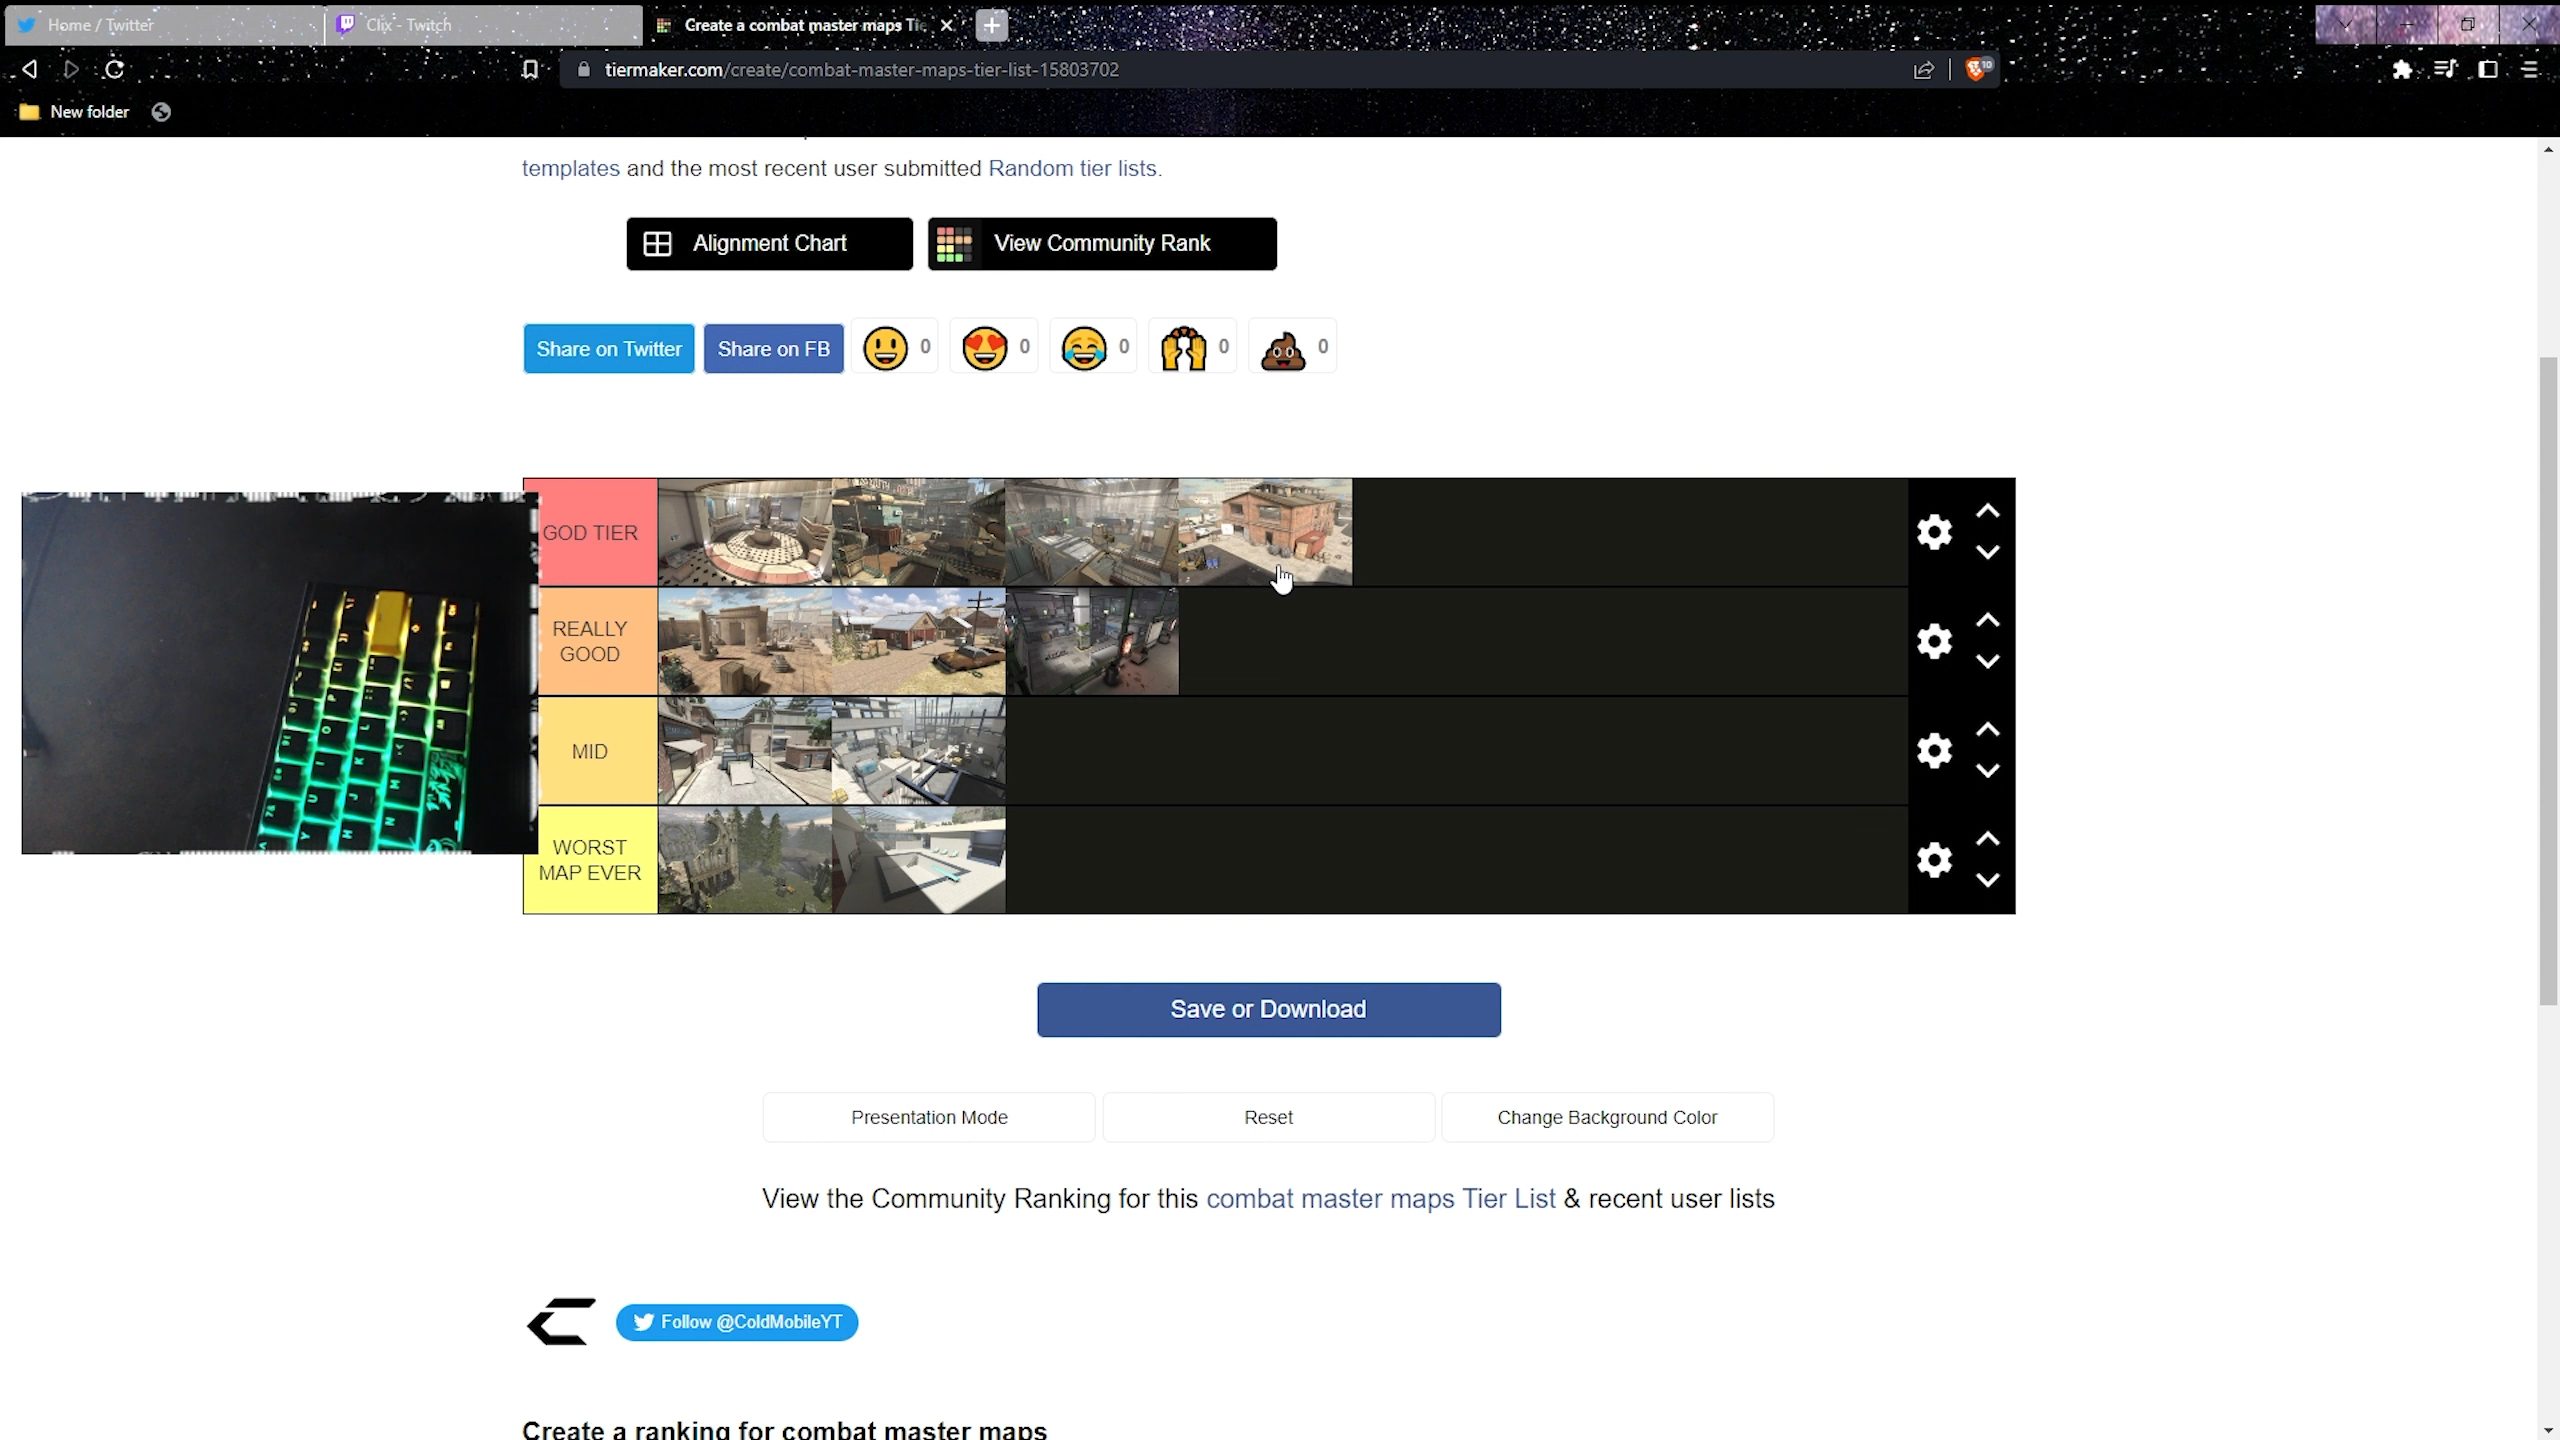 Home / Twitter
Clix - Twitch
Create a combat master maps Tie
tiermaker.com/create/combat-master-maps-tier-list-15803702
10
New folder
templates and the most recent user submitted Random tier lists.
Alignment Chart
View Community Rank
Share on Twitter
Share on FB
0
0
0
0
0
GOD TIER
REALLY
GOOD
MID
WORST
MAP EVER
Save or Download
Presentation Mode
Reset
Change Background Color
View the Community Ranking for this combat master maps Tier List & recent user lists
Follow @ColdMobileYT
Create a ranking for combat master maps